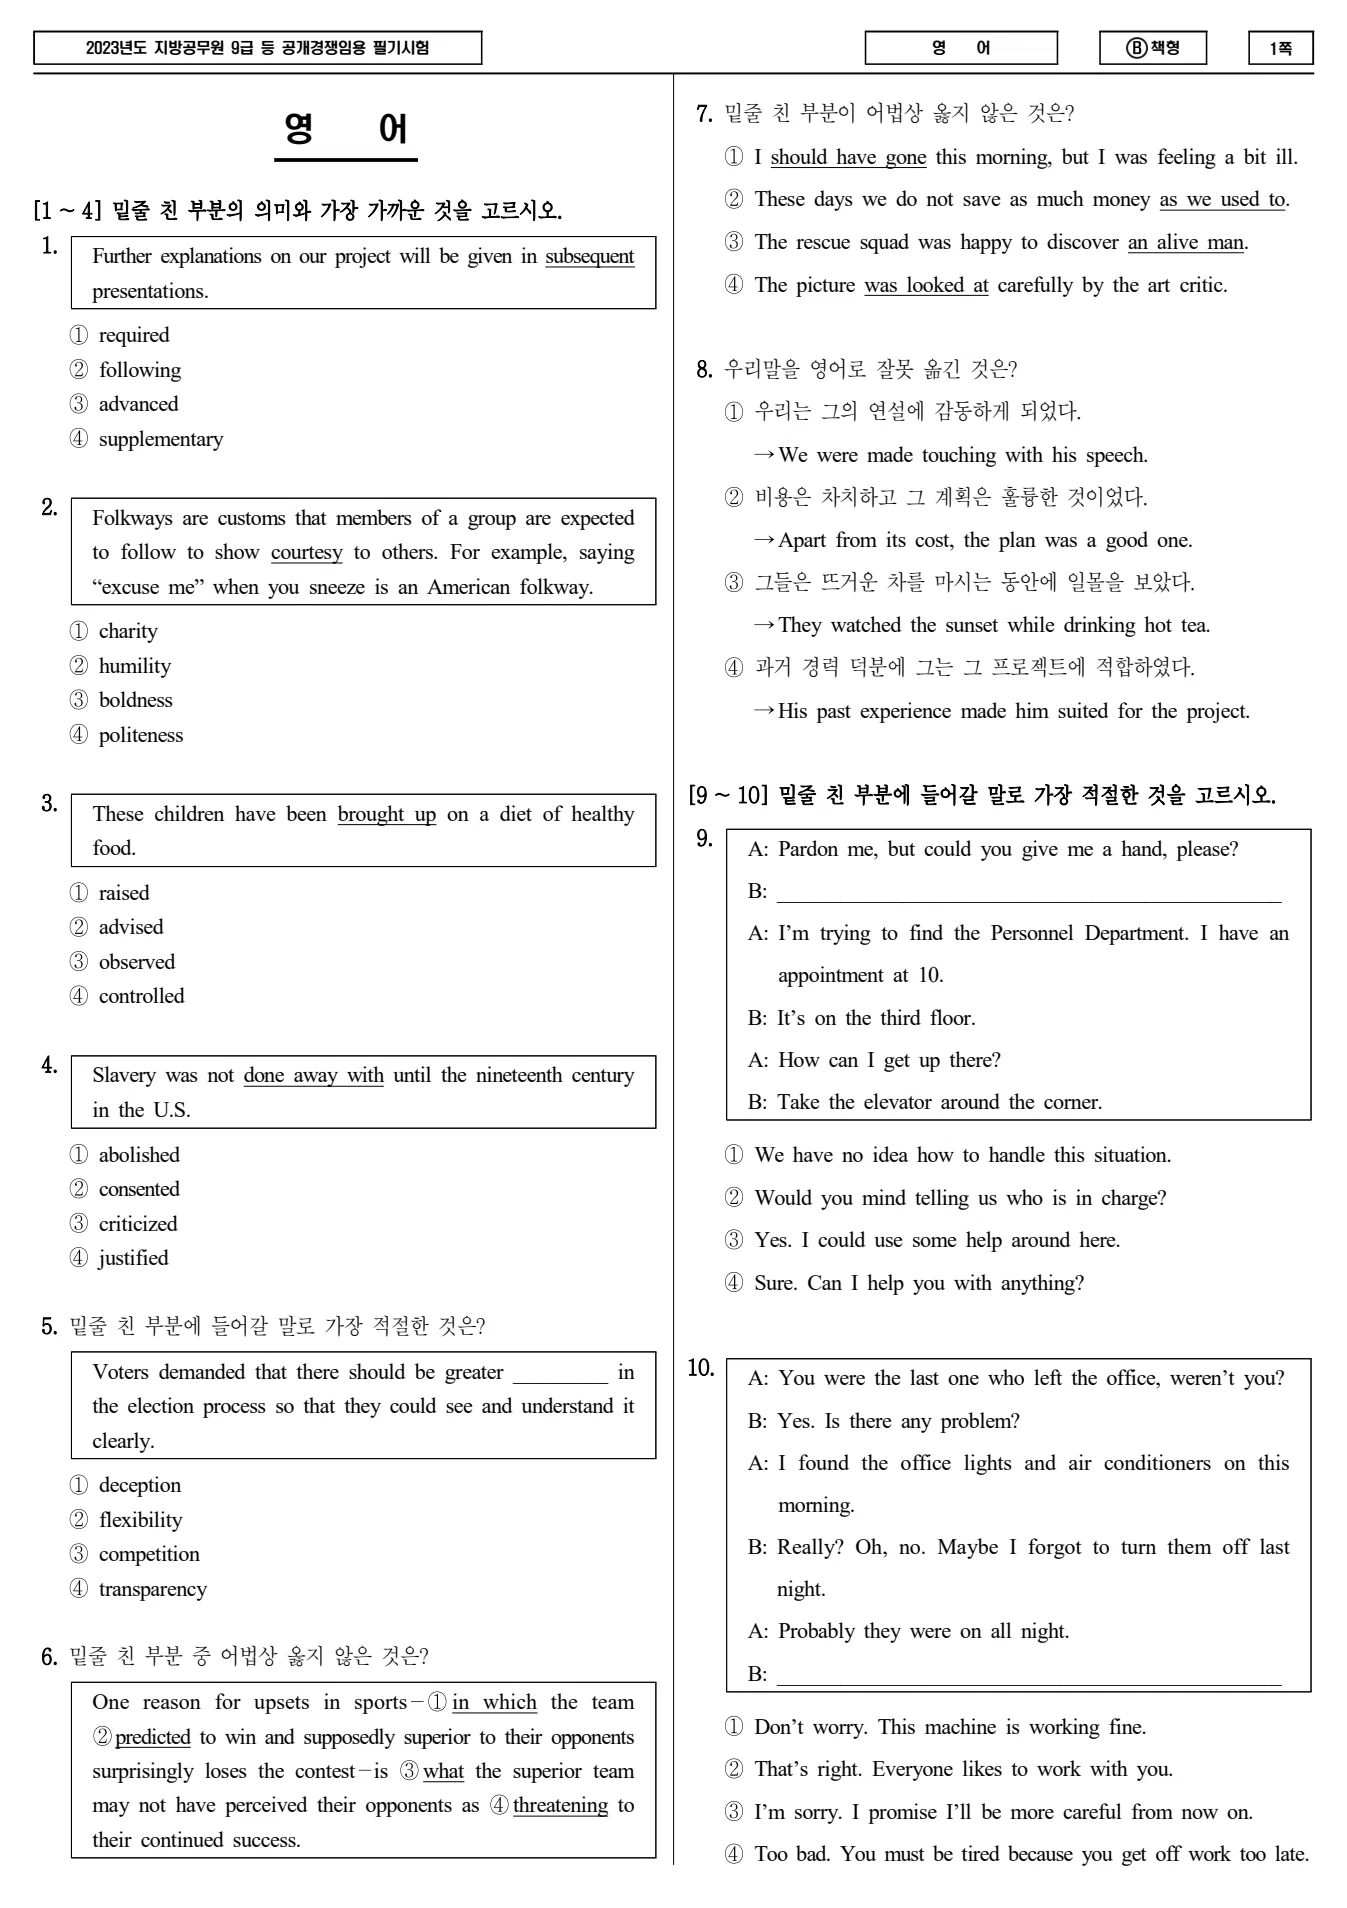 2023년도 지방공무원 9급 등 공개경쟁임용 필기시험
영 어
Ⓑ책형
1쪽
영 어
[1 ~ 4] 밑줄 친 부분의 의미와 가장 가까운 것을 고르시오.
1.
Further explanations on our project will be given in subsequent
presentations.
① required
② following
③ advanced
④ supplementary
2.
Folkways are customs that members of a group are expected
to follow to show courtesy to others. For example, saying
“excuse me” when you sneeze is an American folkway.
① charity
② humility
③ boldness
④ politeness
3.
These children have been brought up on a diet of healthy
food.
① raised
② advised
③ observed
④ controlled
4.
Slavery was not done away with until the nineteenth century
in the U.S.
① abolished
② consented
③ criticized
④ justified
5. 밑줄 친 부분에 들어갈 말로 가장 적절한 것은?
Voters demanded that there should be greater _________ in
the election process so that they could see and understand it
clearly.
① deception
② flexibility
③ competition
④ transparency
6. 밑줄 친 부분 중 어법상 옳지 않은 것은?
One reason for upsets in sports－① in which the team
② predicted to win and supposedly superior to their opponents
surprisingly loses the contest－is ③ what the superior team
may not have perceived their opponents as ④ threatening to
their continued success.
7. 밑줄 친 부분이 어법상 옳지 않은 것은?
① I should have gone this morning, but I was feeling a bit ill.
② These days we do not save as much money as we used to.
③ The rescue squad was happy to discover an alive man.
④ The picture was looked at carefully by the art critic.
8. 우리말을 영어로 잘못 옮긴 것은?
① 우리는 그의 연설에 감동하게 되었다.
→We were made touching with his speech.
② 비용은 차치하고 그 계획은 훌륭한 것이었다.
→Apart from its cost, the plan was a good one.
③ 그들은 뜨거운 차를 마시는 동안에 일몰을 보았다.
→They watched the sunset while drinking hot tea.
④ 과거 경력 덕분에 그는 그 프로젝트에 적합하였다.
→His past experience made him suited for the project.
[9 ~ 10] 밑줄 친 부분에 들어갈 말로 가장 적절한 것을 고르시오.
9.
A: Pardon me, but could you give me a hand, please?
B: ________________________________________________
A: I’m trying to find the Personnel Department. I have an
appointment at 10.
B: It’s on the third floor.
A: How can I get up there?
B: Take the elevator around the corner.
① We have no idea how to handle this situation.
② Would you mind telling us who is in charge?
③ Yes. I could use some help around here.
④ Sure. Can I help you with anything?
10.
A: You were the last one who left the office, weren’t you?
B: Yes. Is there any problem?
A: I found the office lights and air conditioners on this
morning.
B: Really? Oh, no. Maybe I forgot to turn them off last
night.
A: Probably they were on all night.
B: ________________________________________________
① Don’t worry. This machine is working fine.
② That’s right. Everyone likes to work with you.
③ I’m sorry. I promise I’ll be more careful from now on.
④ Too bad. You must be tired because you get off work too late.